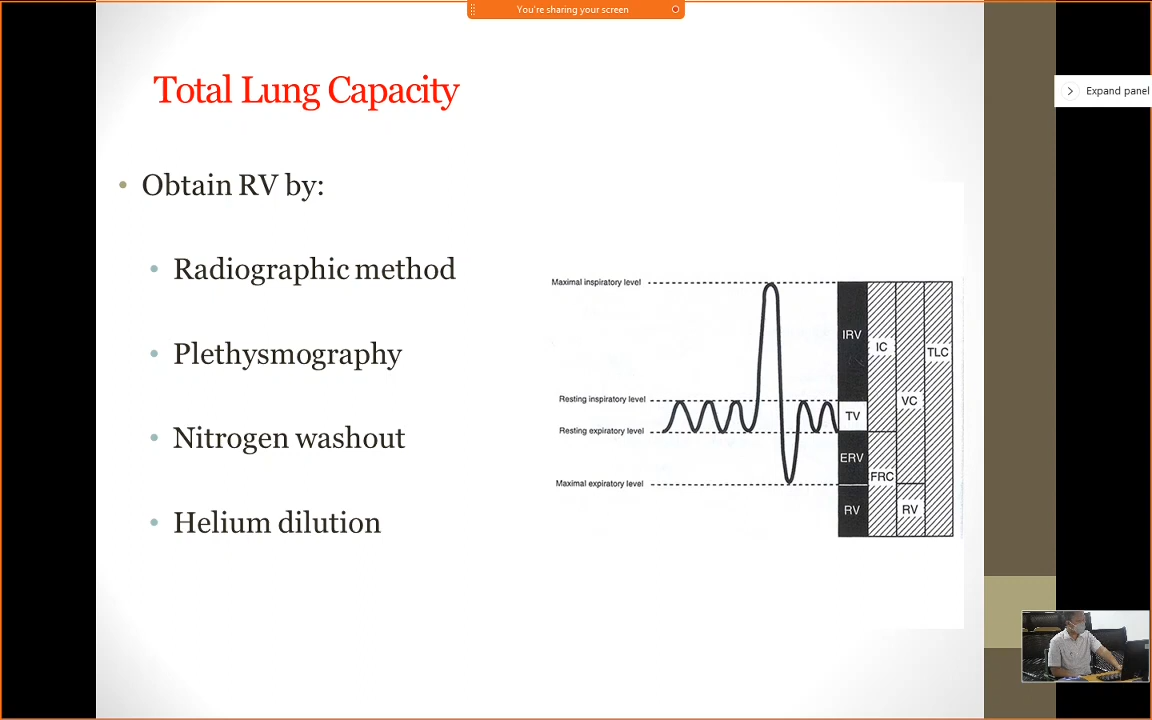 You're sharing your screen
Expand panel
Total Lung Capacity
• Obtain RV by:
• Radiographic method
• Plethysmography
• Nitrogen washout
• Helium dilution
Maximal inspiratory level
Resting inspiratory level
Resting expiratory level
Maximal expiratory level
IRV
IC
TLC
VC
TV
ERV
FRC
RV
RV